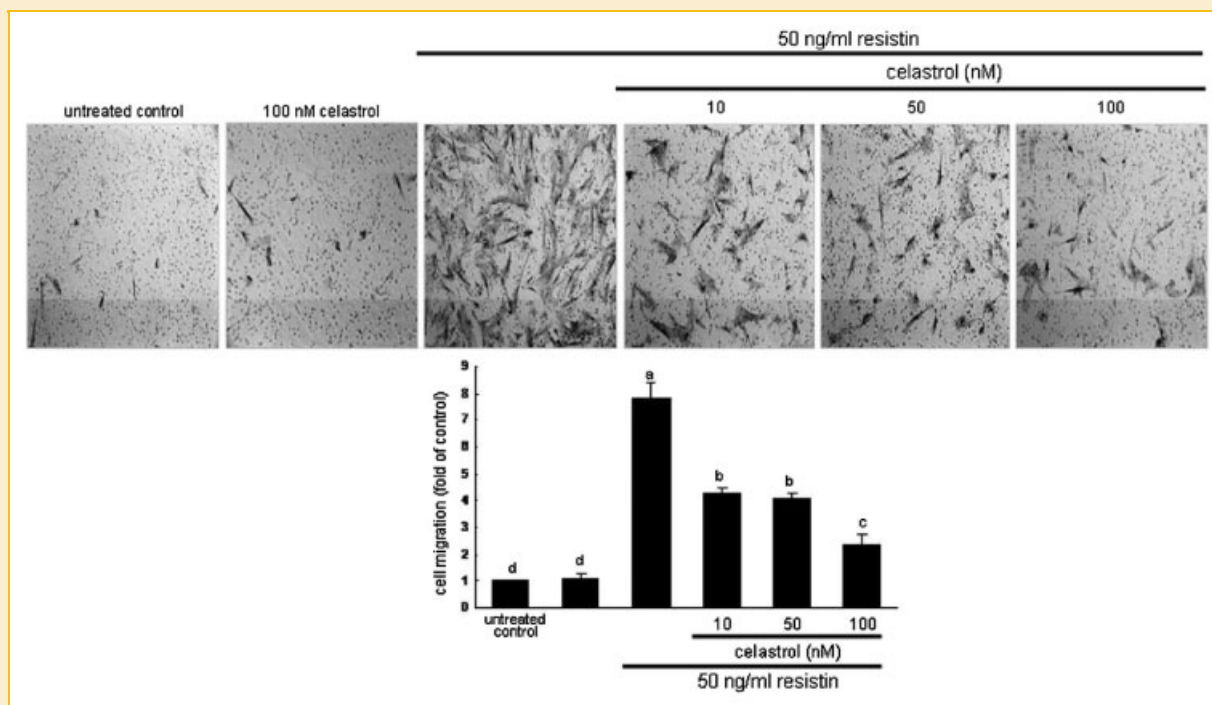 50 ng/ml resistin
celastrol (nM)
untreated control 100 nM celastrol 10 50 100
cell migration (fold of control)
9
8
7
6
5
4
3
2
1
0
a
b b
c
d d
untreated
control
10 50 100
celastrol (nM)
50 ng/ml resistin